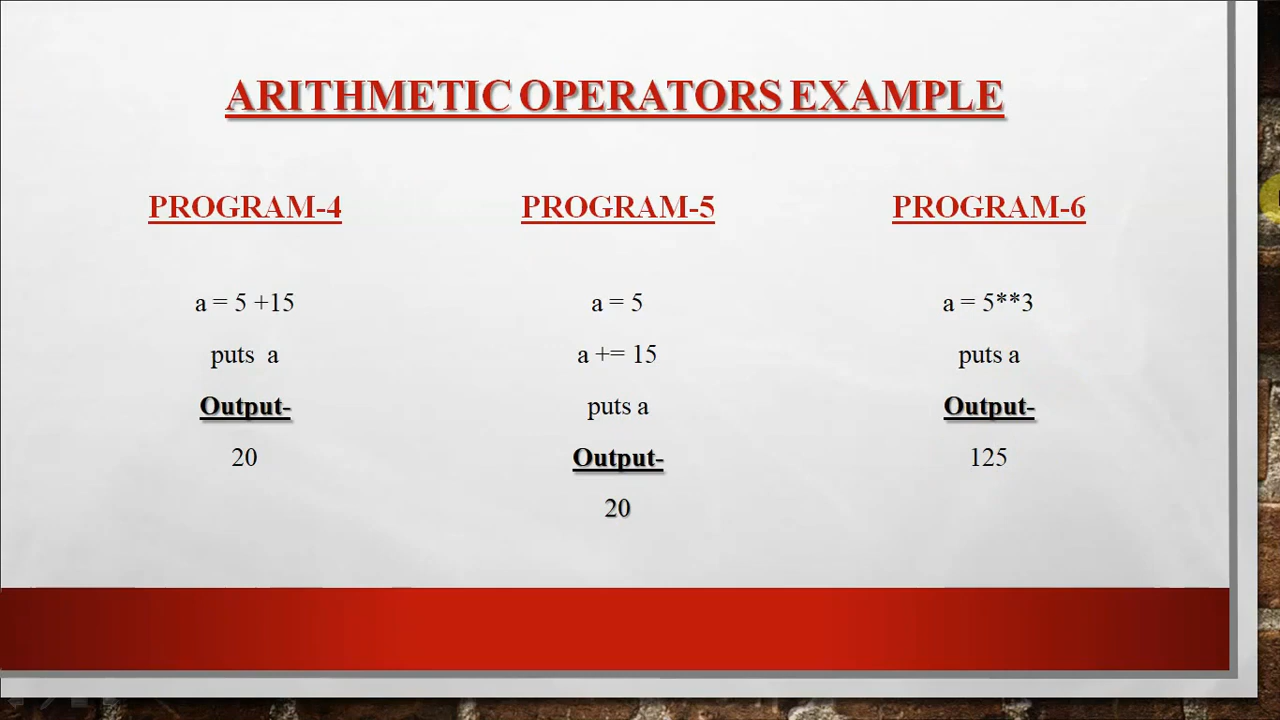 ARITHMETIC OPERATORS EXAMPLE
PROGRAM-4
a = 5 +15
puts  a
Output-
20
PROGRAM-5
a = 5
a += 15
puts a
Output-
20
PROGRAM-6
a = 5**3
puts a
Output-
125